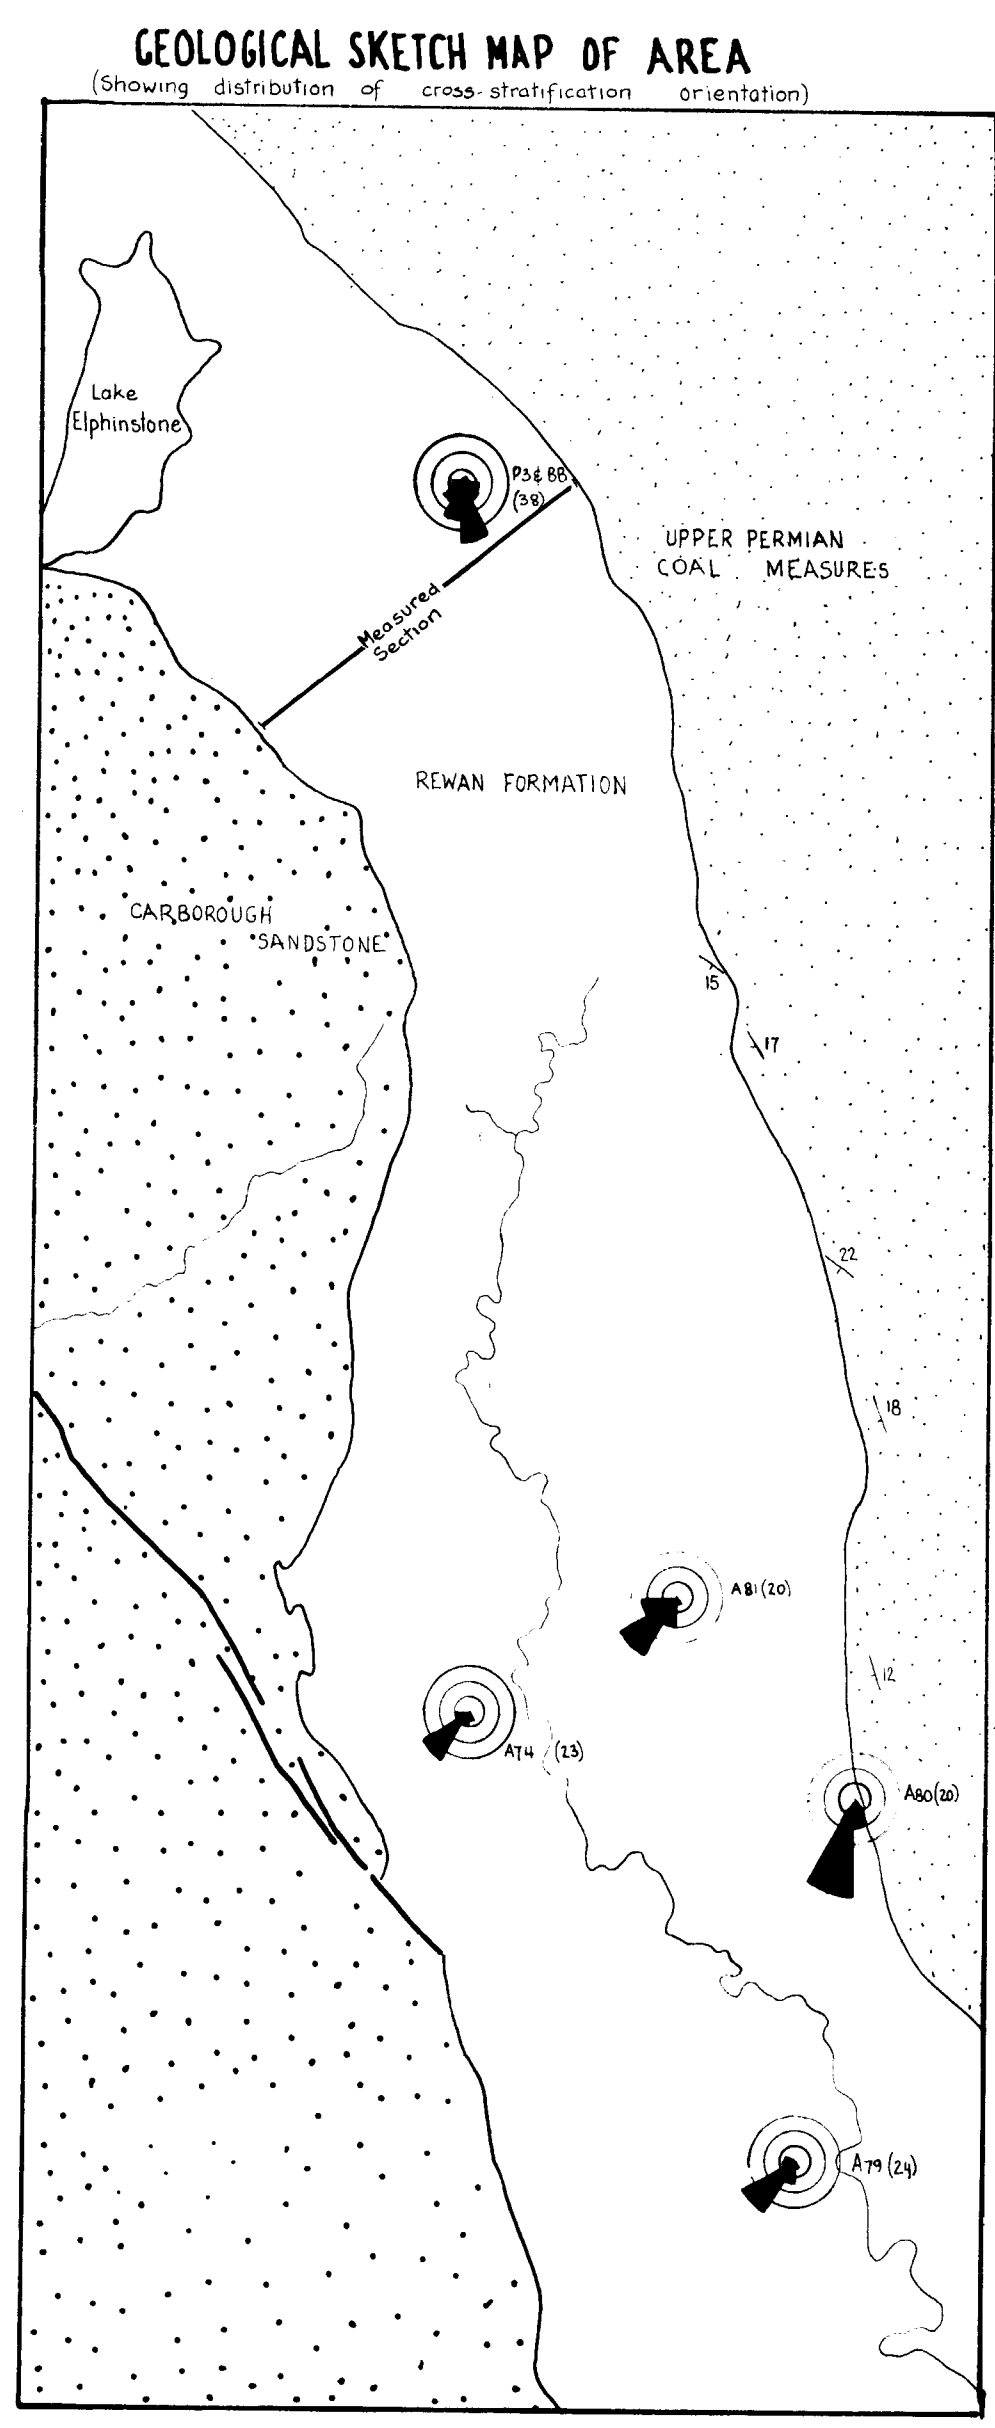 GEOLOGICAL SKETCH MAP OF AREA
(Showing distribution of cross-stratification orientation)
Lake
Elphinstone
P3 & BB
(38)
UPPER PERMIAN
COAL MEASURES
Measured
Section
REWAN FORMATION
CARBOROUGH
SANDSTONE
15
17
22
18
A81(20)
12
A74 (23)
A80(20)
A79(24)